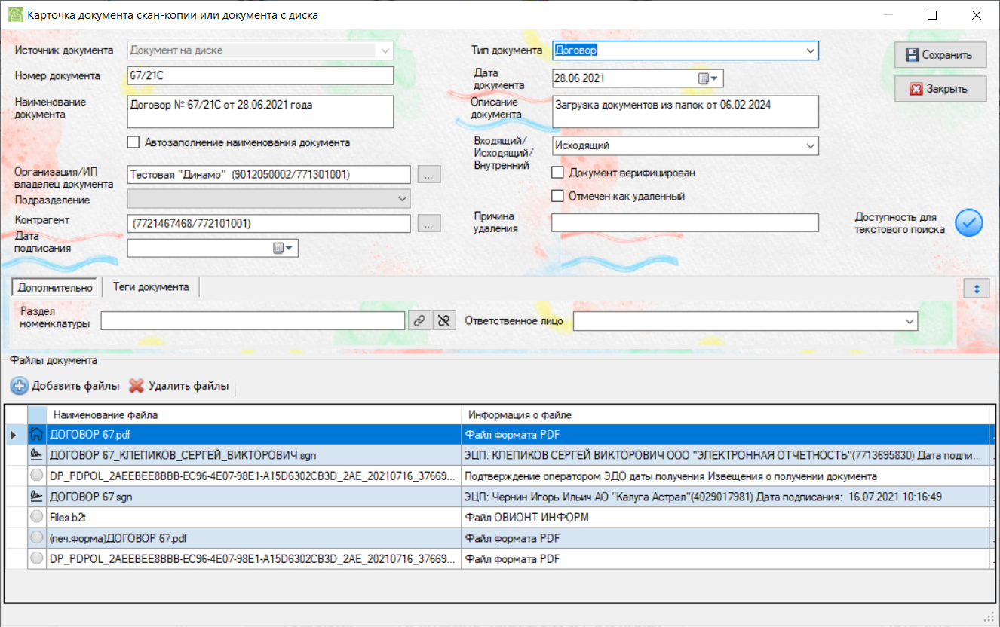 Карточка документа скан-копии или документа с диска
Источник документа
Документ на диске
Тип документа
Договор
Сохранить
Номер документа
67/21С
Дата
документа
28.06.2021
Закрыть
Наименование
документа
Договор № 67/21С от 28.06.2021 года
Описание
документа
Загрузка документов из папок от 06.02.2024
Автозаполнение наименования документа
Входящий/
Исходящий/
Внутренний
Исходящий
Организация/ИП
владелец документа
Тестовая "Динамо" (9012050002/771301001)
...
Документ верифицирован
Подразделение
Отмечен как удаленный
Контрагент
(7721467468/772101001)
...
Причина
удаления
Доступность для
текстового поиска
Дата
подписания
Дополнительно
Теги документа
Раздел
номенклатуры
Ответственное лицо
Файлы документа
Добавить файлы
Удалить файлы
Наименование файла
Информация о файле
ДОГОВОР 67.pdf
Файл формата PDF
ДОГОВОР 67_КЛЕПИКОВ_СЕРГЕЙ_ВИКТОРОВИЧ.sgn
ЭЦП: КЛЕПИКОВ СЕРГЕЙ ВИКТОРОВИЧ ООО "ЭЛЕКТРОННАЯ ОТЧЕТНОСТЬ"(7713695830) Дата подпи...
DP_PDPOL_2AEEBEE8BBB-EC96-4E07-98E1-A15D6302CB3D_2AE_20210716_37669...
Подтверждение оператором ЭДО даты получения Извещения о получении документа
ДОГОВОР 67.sgn
ЭЦП: Чернин Игорь Ильич АО "Калуга Астрал"(4029017981) Дата подписания: 16.07.2021 10:16:49
Files.b2t
Файл ОВИОНТ ИНФОРМ
(печ.форма)ДОГОВОР 67.pdf
Файл формата PDF
DP_PDPOL_2AEEBEE8BBB-EC96-4E07-98E1-A15D6302CB3D_2AE_20210716_37669...
Файл формата PDF